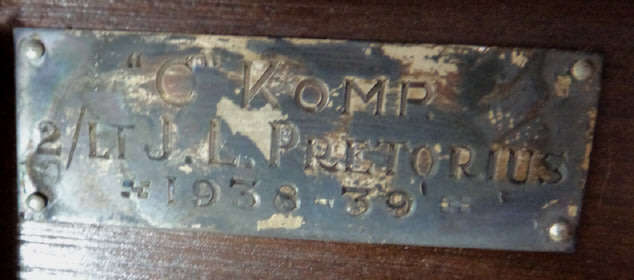 "C" KOMP.
2/LT J. L. PRETORIUS
1938-39